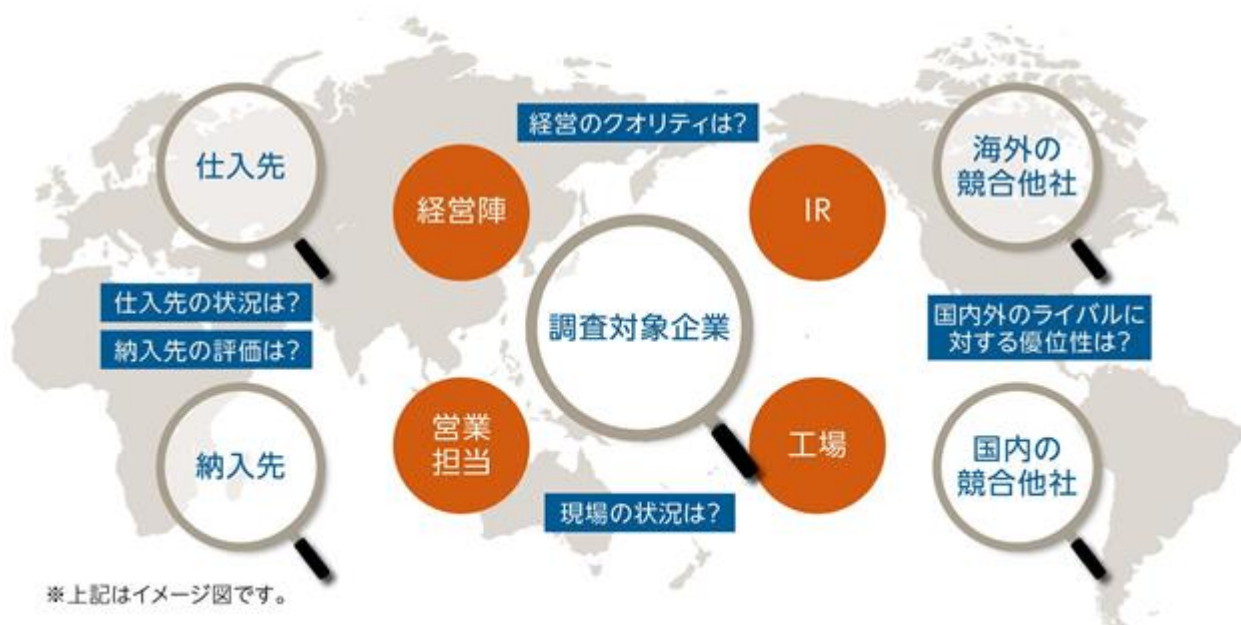 仕入先
仕入先の状況は?
納入先の評価は?
納入先
経営のクオリティは?
経営陣
IR
調査対象企業
営業
担当
工場
現場の状況は?
海外の
競合他社
国内外のライバルに
対する優位性は?
国内の
競合他社
※上記はイメージ図です。